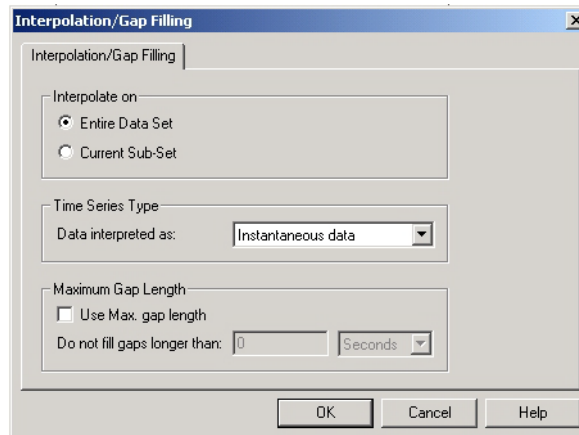 Interpolation/Gap Filling
Interpolation/Gap Filling
Interpolate on
Entire Data Set
Current Sub-Set
Time Series Type
Data interpreted as: Instantaneous data
Maximum Gap Length
Use Max. gap length
Do not fill gaps longer than: 0 Seconds
OK Cancel Help